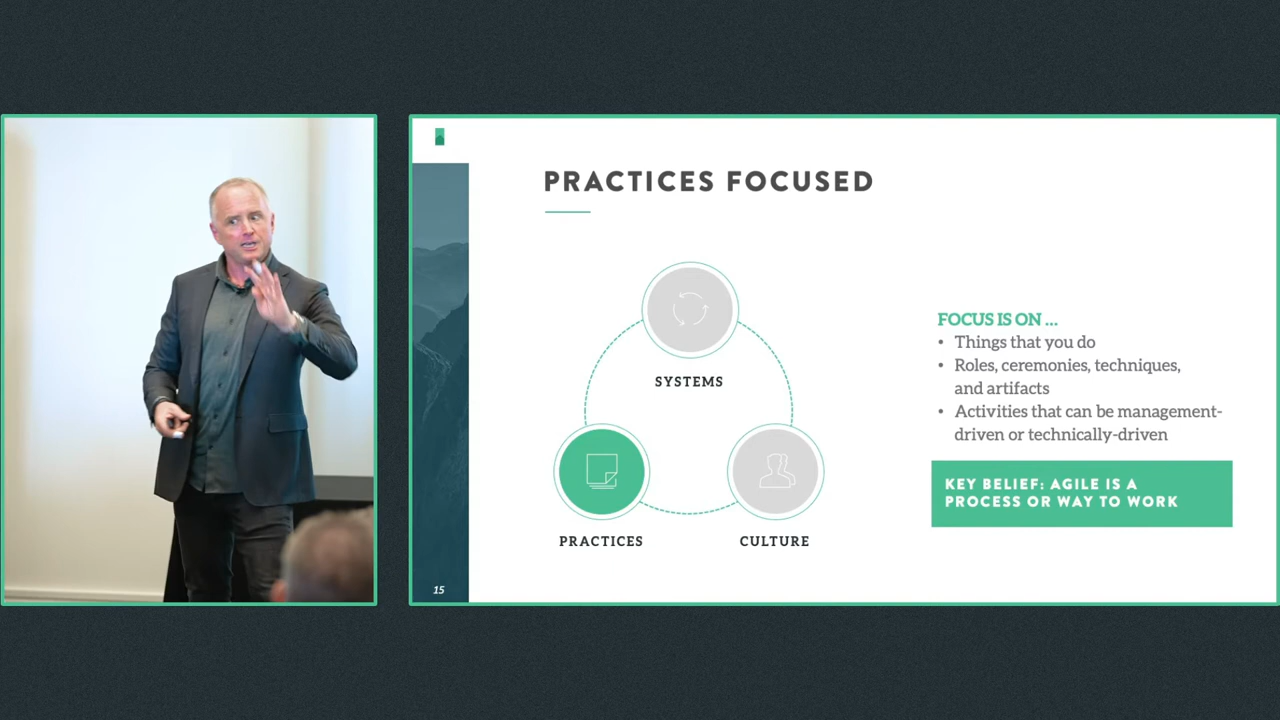 PRACTICES FOCUSED
SYSTEMS
PRACTICES
CULTURE
FOCUS IS ON ...
• Things that you do
• Roles, ceremonies, techniques,
and artifacts
• Activities that can be management-
driven or technically-driven
KEY BELIEF: AGILE IS A
PROCESS OR WAY TO WORK
15